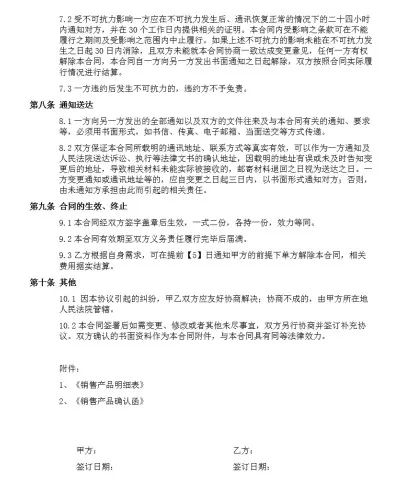 7.2 受不可抗力影响一方应在不可抗力发生后、通讯恢复正常的情况下的二十四小时
内通知对方，并在 30 个工作日内提供相关的证明。本合同内受影响之条款可在不能
履行之期间及受影响之范围内中止履行。如果上述不可抗力的影响未能在不可抗力发
生之日起 30 日内消除，且双方未能就本合同协商一致达成变更意见，任何一方有权
解除合同，本合同自一方向另一方发出书面通知之日起解除，双方按照合同实际履
行情况进行结算。
7.3 一方违约后发生不可抗力的，违约方不予免责。
第八条 通知送达
8.1 一方向另一方发出的全部通知以及双方的文件往来及与本合同有关的通知、要求
等，必须用书面形式，如书信、传真、电子邮箱、当面送交等方式传递。
8.2 双方保证本合同所载明的通讯地址、联系方式等真实有效，可以作为一方通知及
人民法院送达诉讼、执行等法律文书的确认地址，因载明的地址有误或未及时告知变
更后的地址，导致相关材料未能实际被接收的，邮寄材料退回之日视为送达之日。一
方变更通知或通讯地址等的，应自变更之日起三日内，以书面形式通知对方；否则，
由未通知方承担由此而引起的相关责任。
第九条 合同的生效、终止
9.1 本合同经双方签字盖章后生效，一式二份，各持一份，效力等同。
9.2 本合同有效期至双方义务责任履行完毕后届满。
9.3 乙方根据自身需求，可在提前【5】日通知甲方的前提下单方解除本合同，相关
费用据实结算。
第十条 其他
10.1 因本协议引起的纠纷，甲乙双方应友好协商解决；协商不成的，由甲方所在地
人民法院管辖。
10.2 本合同签署后如需变更、修改或者其他未尽事宜，双方另行协商并签订补充协
议。双方确认的书面资料作为本合同附件，与本合同具有同等法律效力。
附件：
1、《销售产品明细表》
2、《销售产品确认函》
甲方： 乙方：
签订日期： 签订日期：